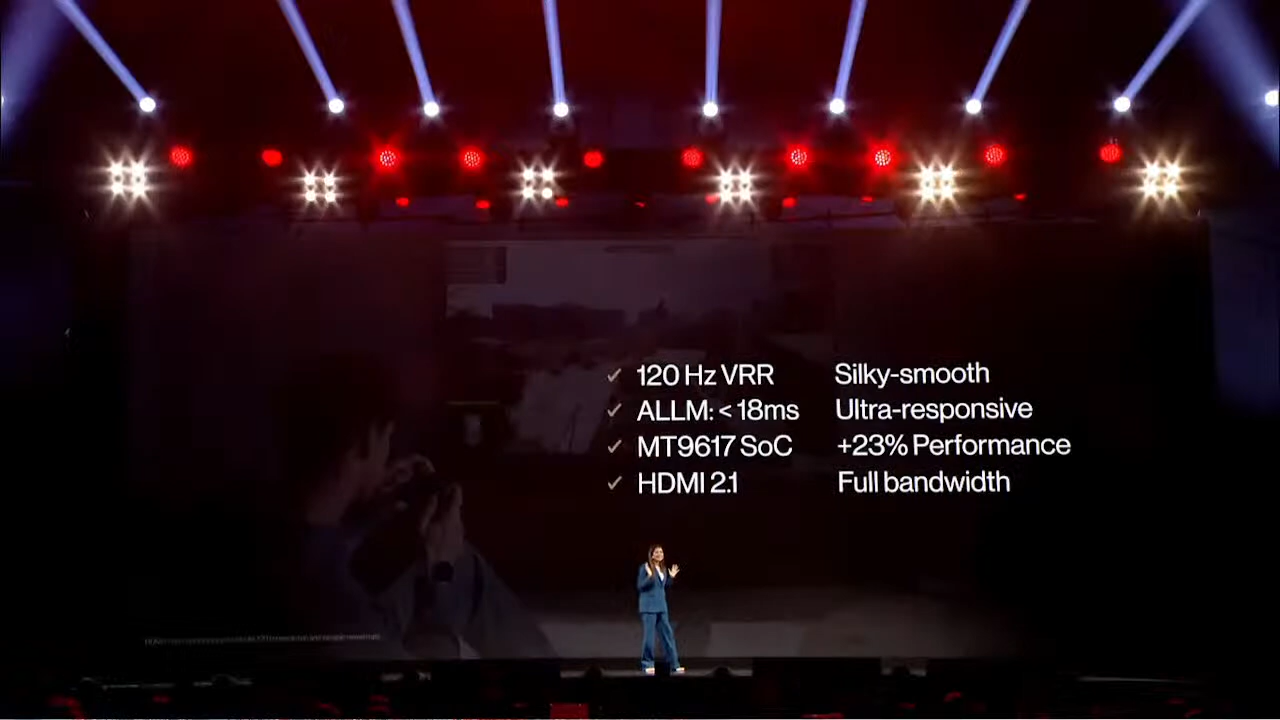 ✓ 120 Hz VRR Silky-smooth
✓ ALLM: < 18ms Ultra-responsive
✓ MT9617 SoC +23% Performance
✓ HDMI 2.1 Full bandwidth